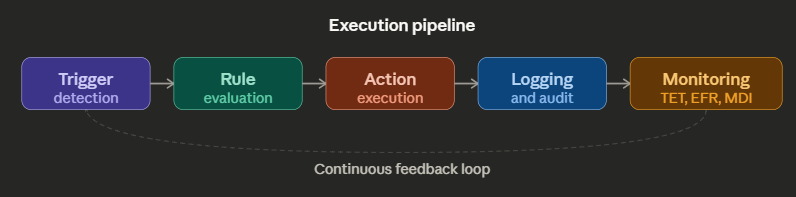 Execution pipeline
Trigger
detection
Rule
evaluation
Action
execution
Logging
and audit
Monitoring
TET, EFR, MDI
Continuous feedback loop